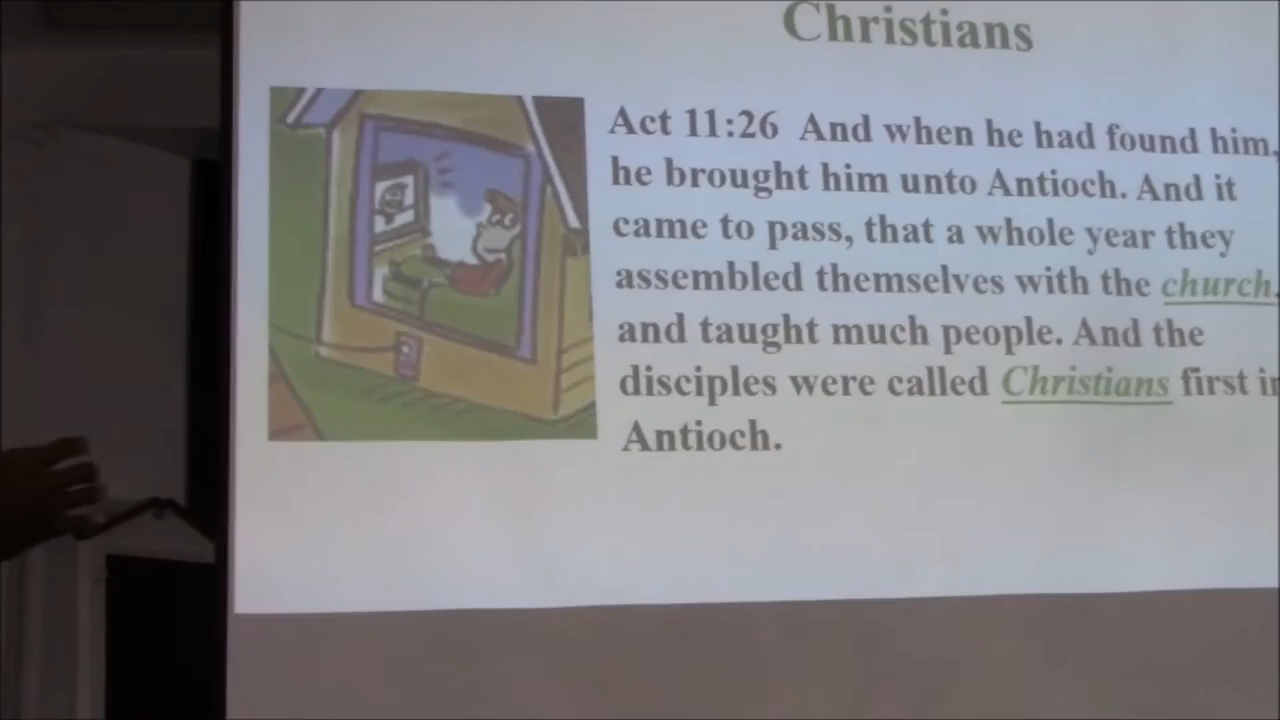 Christians
Act 11:26 And when he had found him,
he brought him unto Antioch. And it
came to pass, that a whole year they
assembled themselves with the church,
and taught much people. And the
disciples were called Christians first in
Antioch.